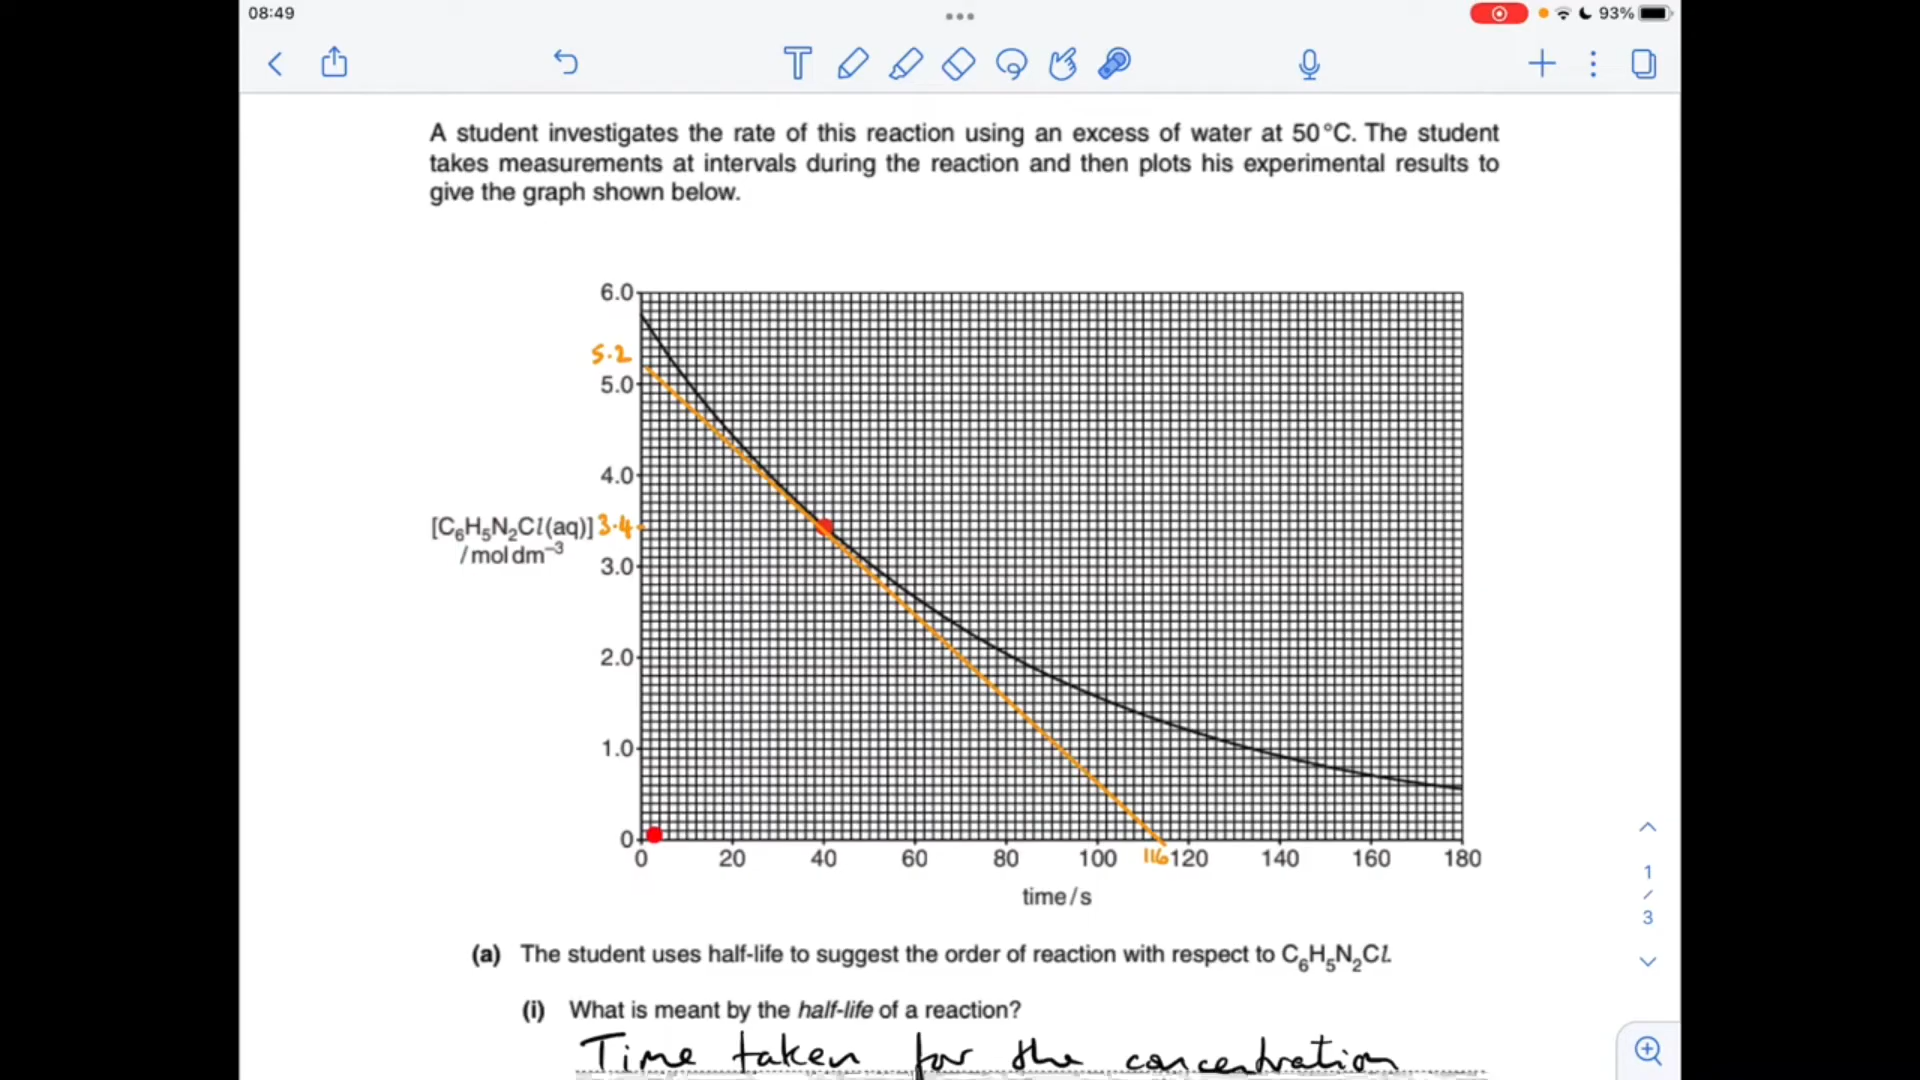 08:49
93%
A student investigates the rate of this reaction using an excess of water at 50°C. The student
takes measurements at intervals during the reaction and then plots his experimental results to
give the graph shown below.
6.0
5.2
5.0
4.0
[C₆H₅N₂Cl(aq)] 3.4
/mol dm⁻³
3.0
2.0
1.0
0
0 20 40 60 80 100 116 120 140 160 180
time/s
1
/
3
(a) The student uses half-life to suggest the order of reaction with respect to C₆H₅N₂Cl.
(i) What is meant by the half-life of a reaction?
Time taken for the concentration